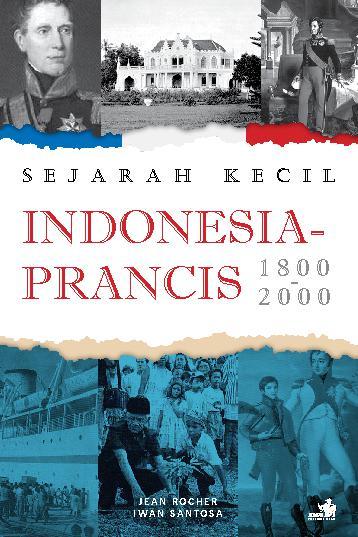 SEJARAH KECIL
INDONESIA-
PRANCIS
1800
-
2000
JEAN ROCHER
IWAN SANTOSA